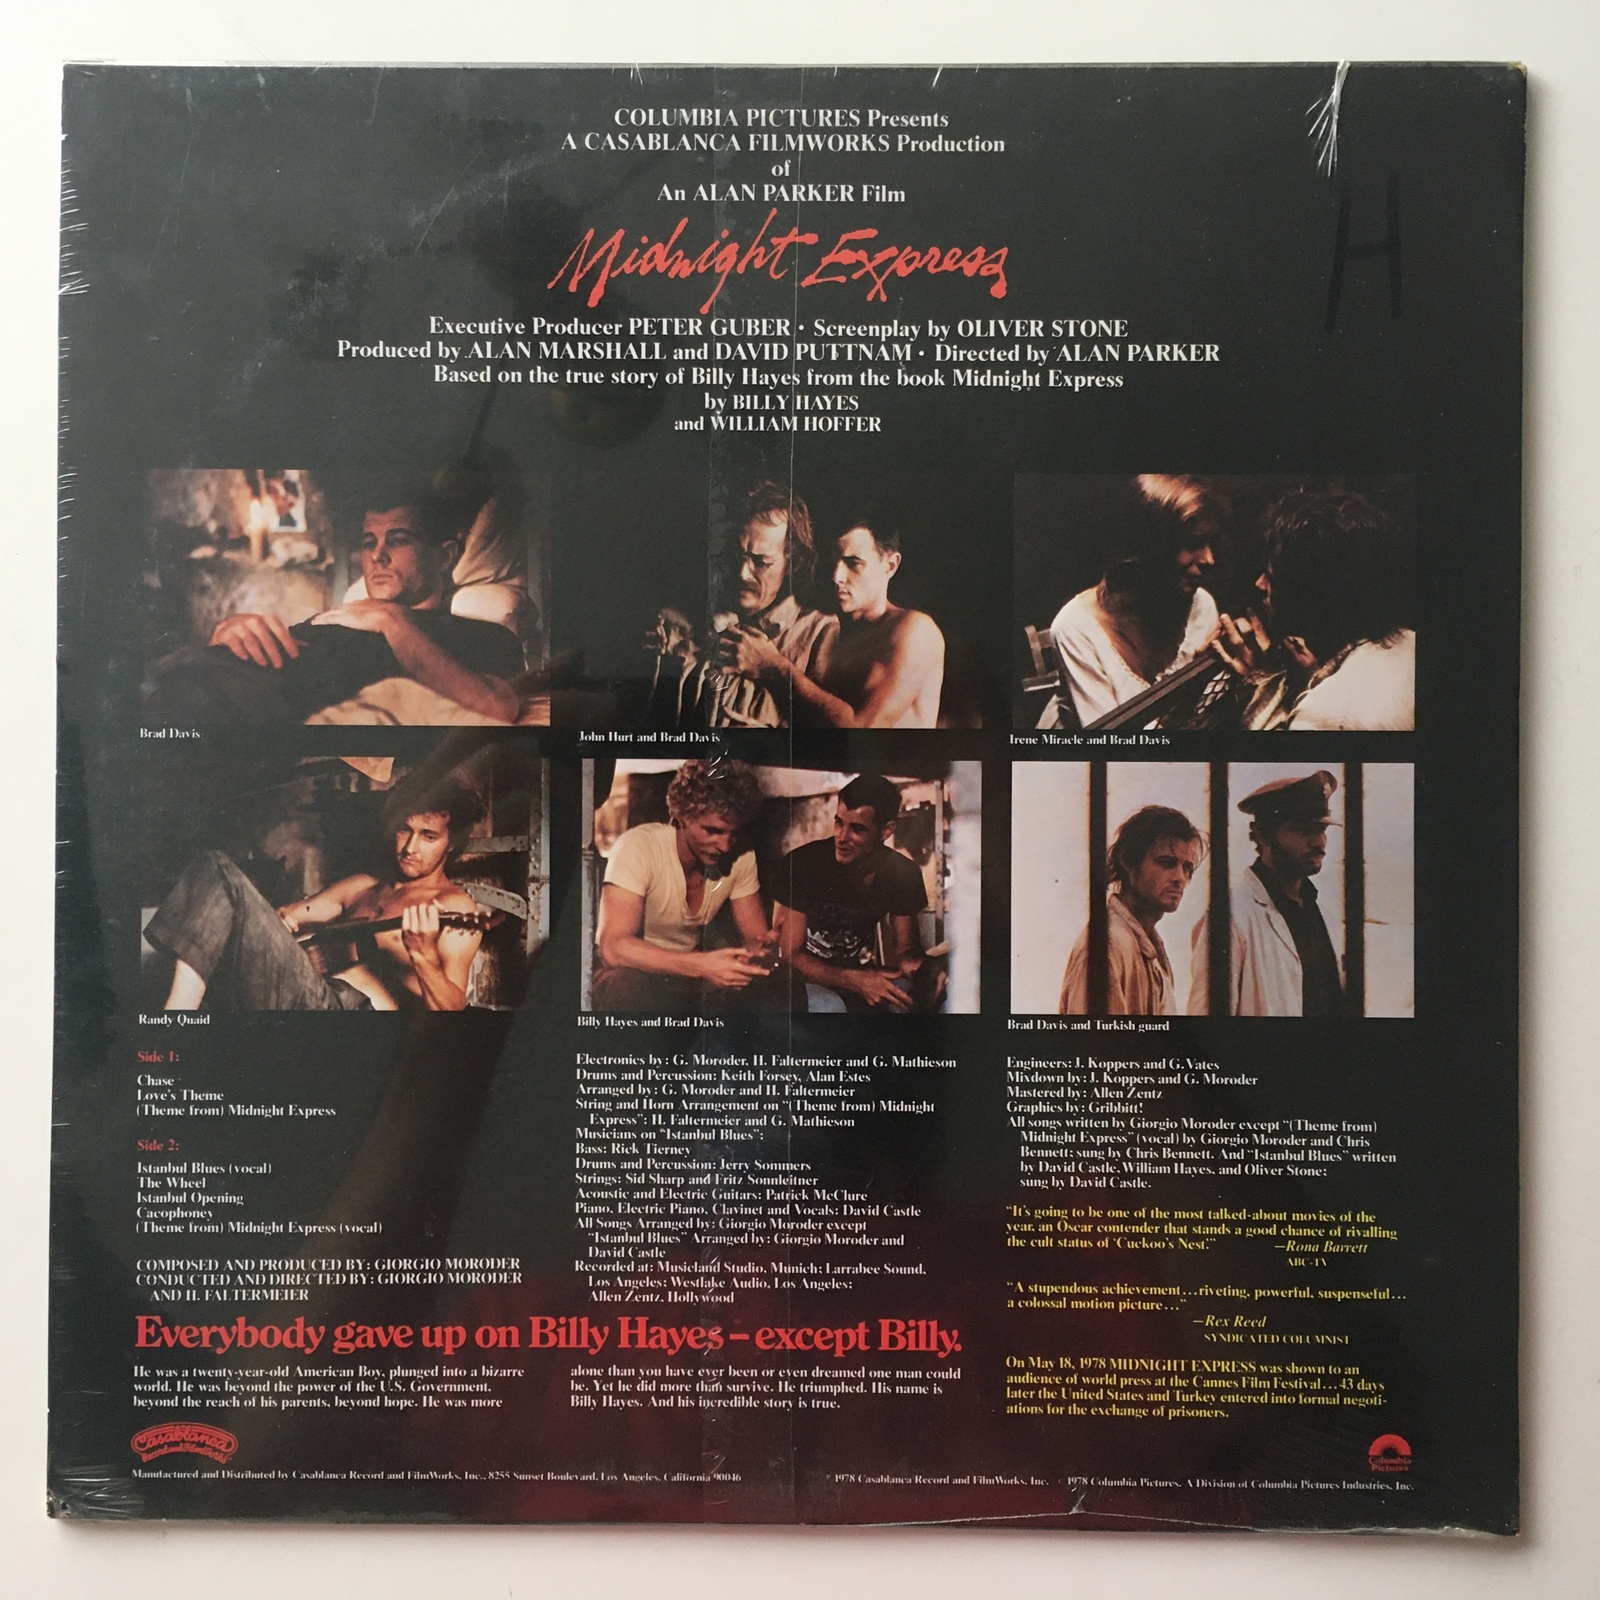 COLUMBIA PICTURES Presents
A CASABLANCA FILMWORKS Production
of
An ALAN PARKER Film
Midnight Express
Executive Producer PETER GUBER • Screenplay by OLIVER STONE
Produced by ALAN MARSHALL and DAVID PUTTNAM • Directed by ALAN PARKER
Based on the true story of Billy Hayes from the book Midnight Express
by BILLY HAYES
and WILLIAM HOFFER
H
Brad Davis
John Hurt and Brad Davis
Irene Miracle and Brad Davis
Randy Quaid
Billy Hayes and Brad Davis
Brad Davis and Turkish guard
Side 1:
Chase
Love's Theme
(Theme from) Midnight Express
Side 2:
Istanbul Blues (vocal)
The Wheel
Istanbul Opening
Cacophoney
(Theme from) Midnight Express (vocal)
COMPOSED AND PRODUCED BY: GIORGIO MORODER
CONDUCTED AND DIRECTED BY: GIORGIO MORODER
AND H. FALTERMEIER
Electronics by: G. Moroder, H. Faltermeier and G. Mathieson
Drums and Percussion: Keith Forsey, Alan Estes
Arranged by: G. Moroder and H. Faltermeier
String and Horn Arrangement on "(Theme from) Midnight
Express": H. Faltermeier and G. Mathieson
Musicians on "Istanbul Blues":
Bass: Rick Tierney
Drums and Percussion: Jerry Sommers
Strings: Sid Sharp and Fritz Sonnleitner
Acoustic and Electric Guitars: Patrick McClure
Piano, Electric Piano, Clavinet and Vocals: David Castle
All Songs Arranged by: Giorgio Moroder except
"Istanbul Blues" Arranged by: Giorgio Moroder and
David Castle
Recorded at: Musicland Studio, Munich; Larrabee Sound,
Los Angeles; Westlake Audio, Los Angeles;
Allen Zentz, Hollywood
Engineers: J. Koppers and G. Vates
Mixdown by: J. Koppers and G. Moroder
Mastered by: Allen Zentz
Graphics by: Gribbitt!
All songs written by Giorgio Moroder except "(Theme from)
Midnight Express" (vocal) by Giorgio Moroder and Chris
Bennett; sung by Chris Bennett. And "Istanbul Blues" written
by David Castle, William Hayes, and Oliver Stone;
sung by David Castle.
"It's going to be one of the most talked-about movies of the
year, an Oscar contender that stands a good chance of rivalling
the cult status of 'Cuckoo's Nest.'"
—Rona Barrett
ABC-TV
"A stupendous achievement...riveting, powerful, suspenseful...
a colossal motion picture..."
—Rex Reed
SYNDICATED COLUMNIST
On May 18, 1978 MIDNIGHT EXPRESS was shown to an
audience of world press at the Cannes Film Festival...43 days
later the United States and Turkey entered into formal negoti-
ations for the exchange of prisoners.
Everybody gave up on Billy Hayes – except Billy.
He was a twenty-year-old American Boy, plunged into a bizarre
world. He was beyond the power of the U.S. Government,
beyond the reach of his parents, beyond hope. He was more
alone than you have ever been or even dreamed one man could
be. Yet he did more than survive. He triumphed. His name is
Billy Hayes. And his incredible story is true.
Casablanca
Record and FilmWorks
Columbia
Pictures
Manufactured and Distributed by Casablanca Record and FilmWorks, Inc., 8255 Sunset Boulevard, Los Angeles, California 90046
1978 Casablanca Record and FilmWorks, Inc. © 1978 Columbia Pictures, A Division of Columbia Pictures Industries, Inc.